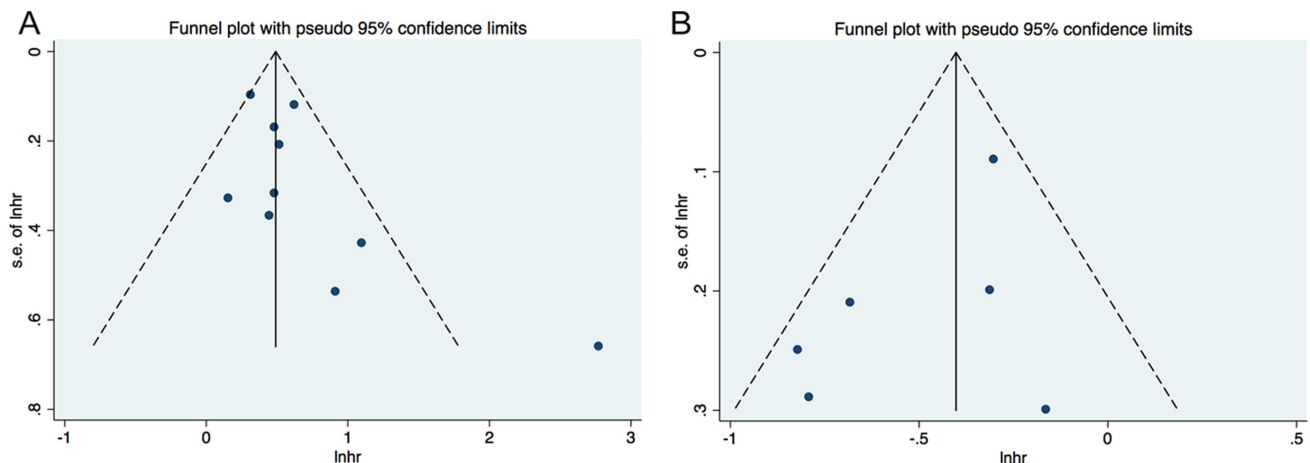 A
Funnel plot with pseudo 95% confidence limits
s.e. of lnhr
0
.2
.4
.6
.8
-1
0
1
2
3
lnhr
B
Funnel plot with pseudo 95% confidence limits
s.e. of lnhr
0
.1
.2
.3
-1
-.5
0
.5
lnhr